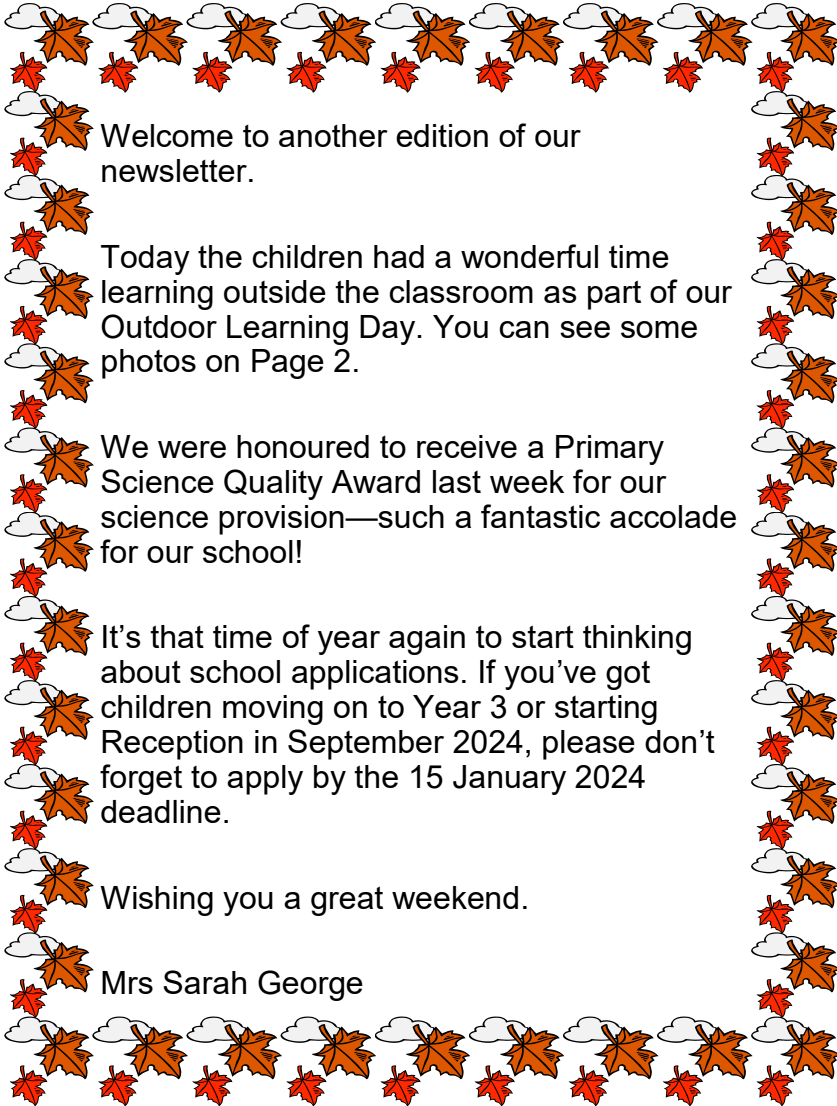 Welcome to another edition of our
newsletter.
Today the children had a wonderful time
learning outside the classroom as part of our
Outdoor Learning Day. You can see some
photos on Page 2.
We were honoured to receive a Primary
Science Quality Award last week for our
science provision—such a fantastic accolade
for our school!
It’s that time of year again to start thinking
about school applications. If you’ve got
children moving on to Year 3 or starting
Reception in September 2024, please don’t
forget to apply by the 15 January 2024
deadline.
Wishing you a great weekend.
Mrs Sarah George